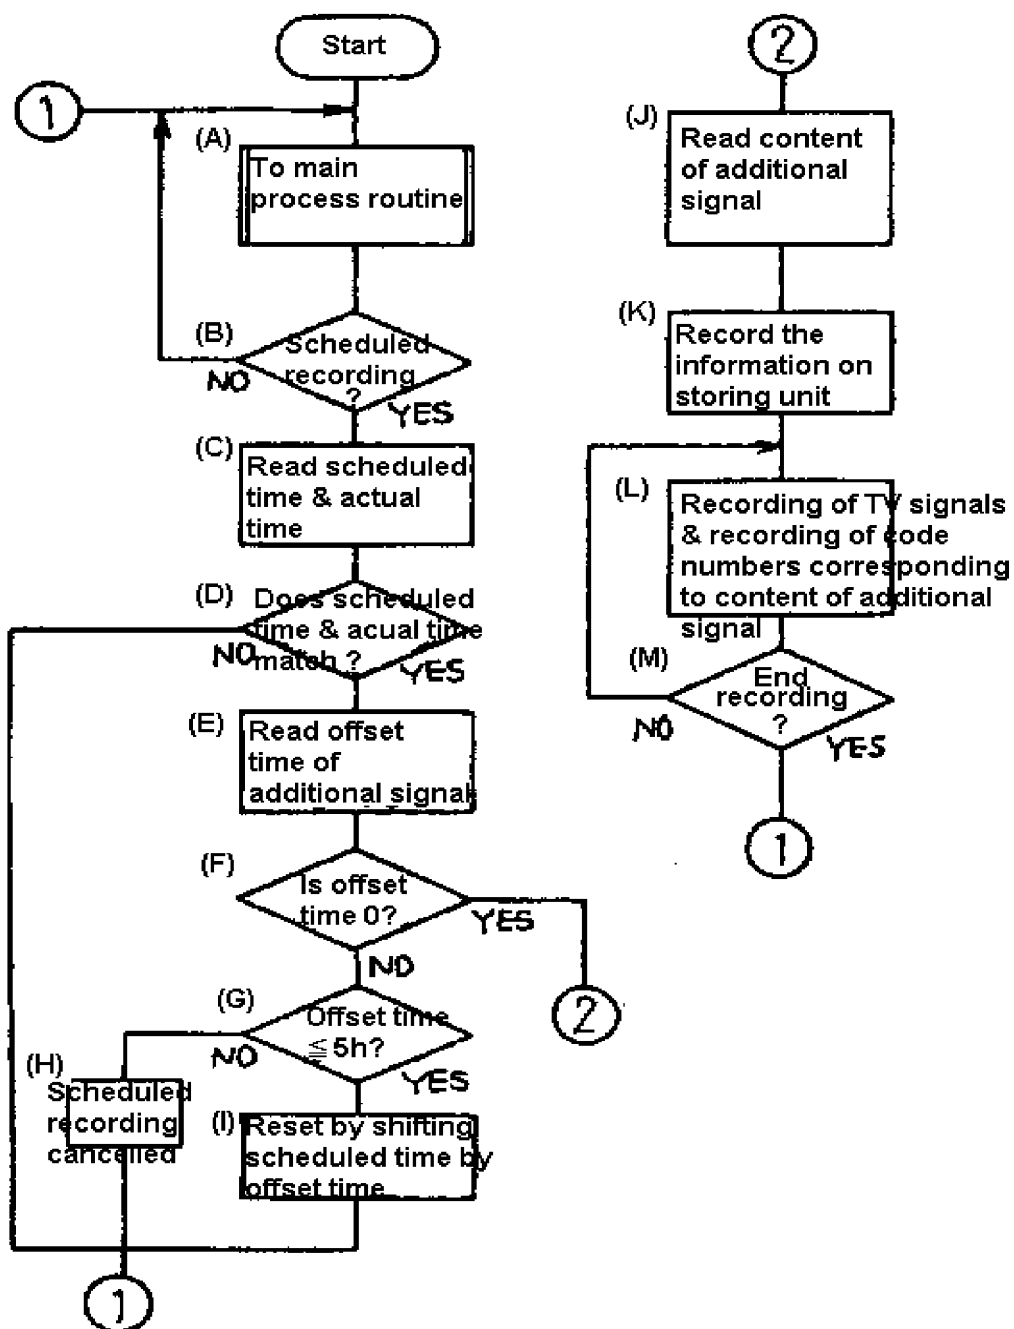 Start
1
(A)
To main
process routine
(B)
Scheduled
recording
?
NO
YES
(C)
Read scheduled
time & actual
time
(D)
Does scheduled
time & acual time
match ?
NO
YES
(E)
Read offset
time of
additional signal
(F)
Is offset
time 0?
YES
NO
2
(G)
Offset time
≦ 5h?
NO
YES
(H)
Scheduled
recording
cancelled
(I)
Reset by shifting
scheduled time by
offset time
1
2
(J)
Read content
of additional
signal
(K)
Record the
information on
storing unit
(L)
Recording of TV signals
& recording of code
numbers corresponding
to content of additional
signal
(M)
End
recording
?
NO
YES
1